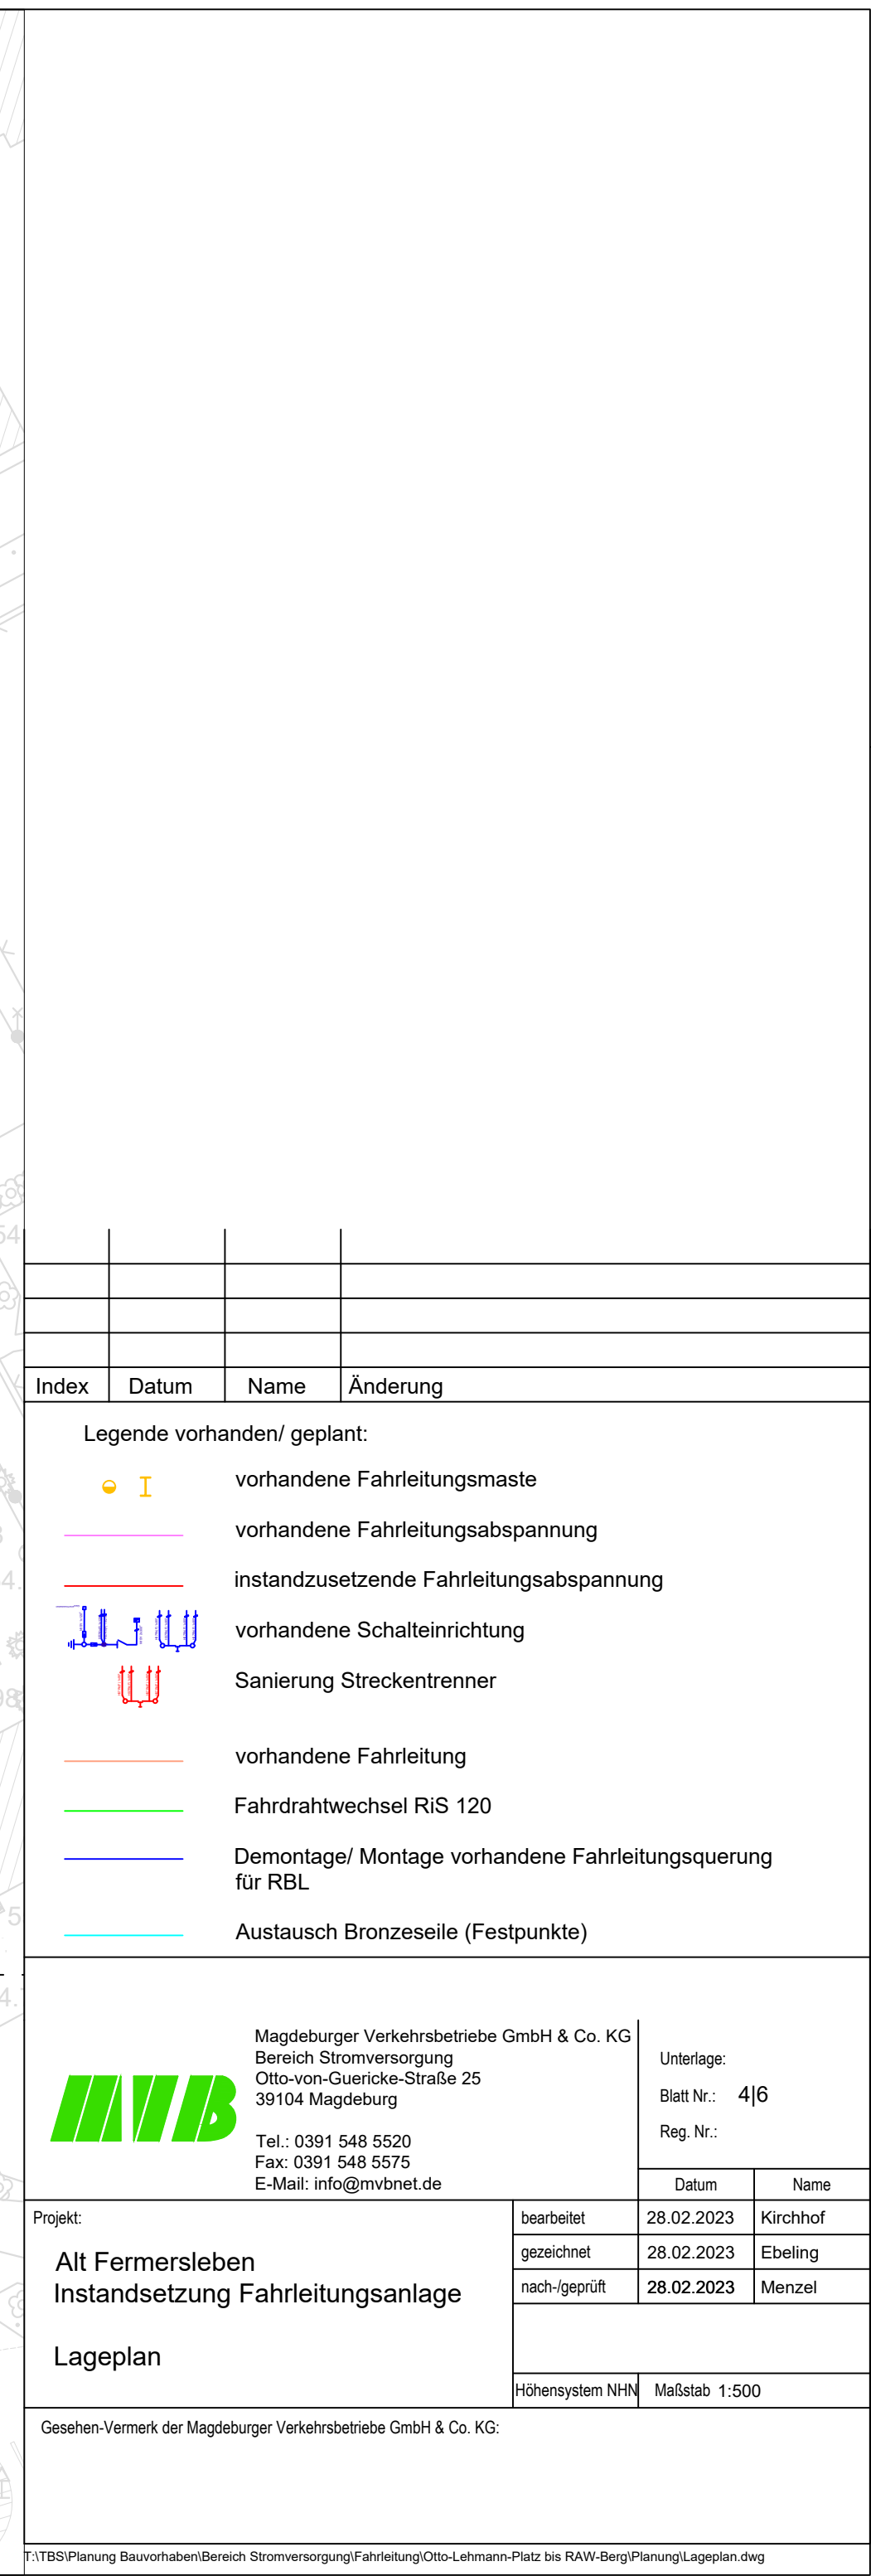 Index Datum Name Änderung
Legende vorhanden/ geplant:
vorhandene Fahrleitungsmaste
vorhandene Fahrleitungsabspannung
instandzusetzende Fahrleitungsabspannung
vorhandene Schalteinrichtung
Sanierung Streckentrenner
vorhandene Fahrleitung
Fahrdrahtwechsel RiS 120
Demontage/ Montage vorhandene Fahrleitungsquerung
für RBL
Austausch Bronzeseile (Festpunkte)
MVB
Magdeburger Verkehrsbetriebe GmbH & Co. KG
Bereich Stromversorgung
Otto-von-Guericke-Straße 25
39104 Magdeburg
Tel.: 0391 548 5520
Fax: 0391 548 5575
E-Mail: info@mvbnet.de
Unterlage:
Blatt Nr.: 4|6
Reg. Nr.:
Datum Name
Projekt:
Alt Fermersleben
Instandsetzung Fahrleitungsanlage
Lageplan
bearbeitet 28.02.2023 Kirchhof
gezeichnet 28.02.2023 Ebeling
nach-/geprüft 28.02.2023 Menzel
Höhensystem NHN Maßstab 1:500
Gesehen-Vermerk der Magdeburger Verkehrsbetriebe GmbH & Co. KG:
T:\TBS\Planung Bauvorhaben\Bereich Stromversorgung\Fahrleitung\Otto-Lehmann-Platz bis RAW-Berg\Planung\Lageplan.dwg